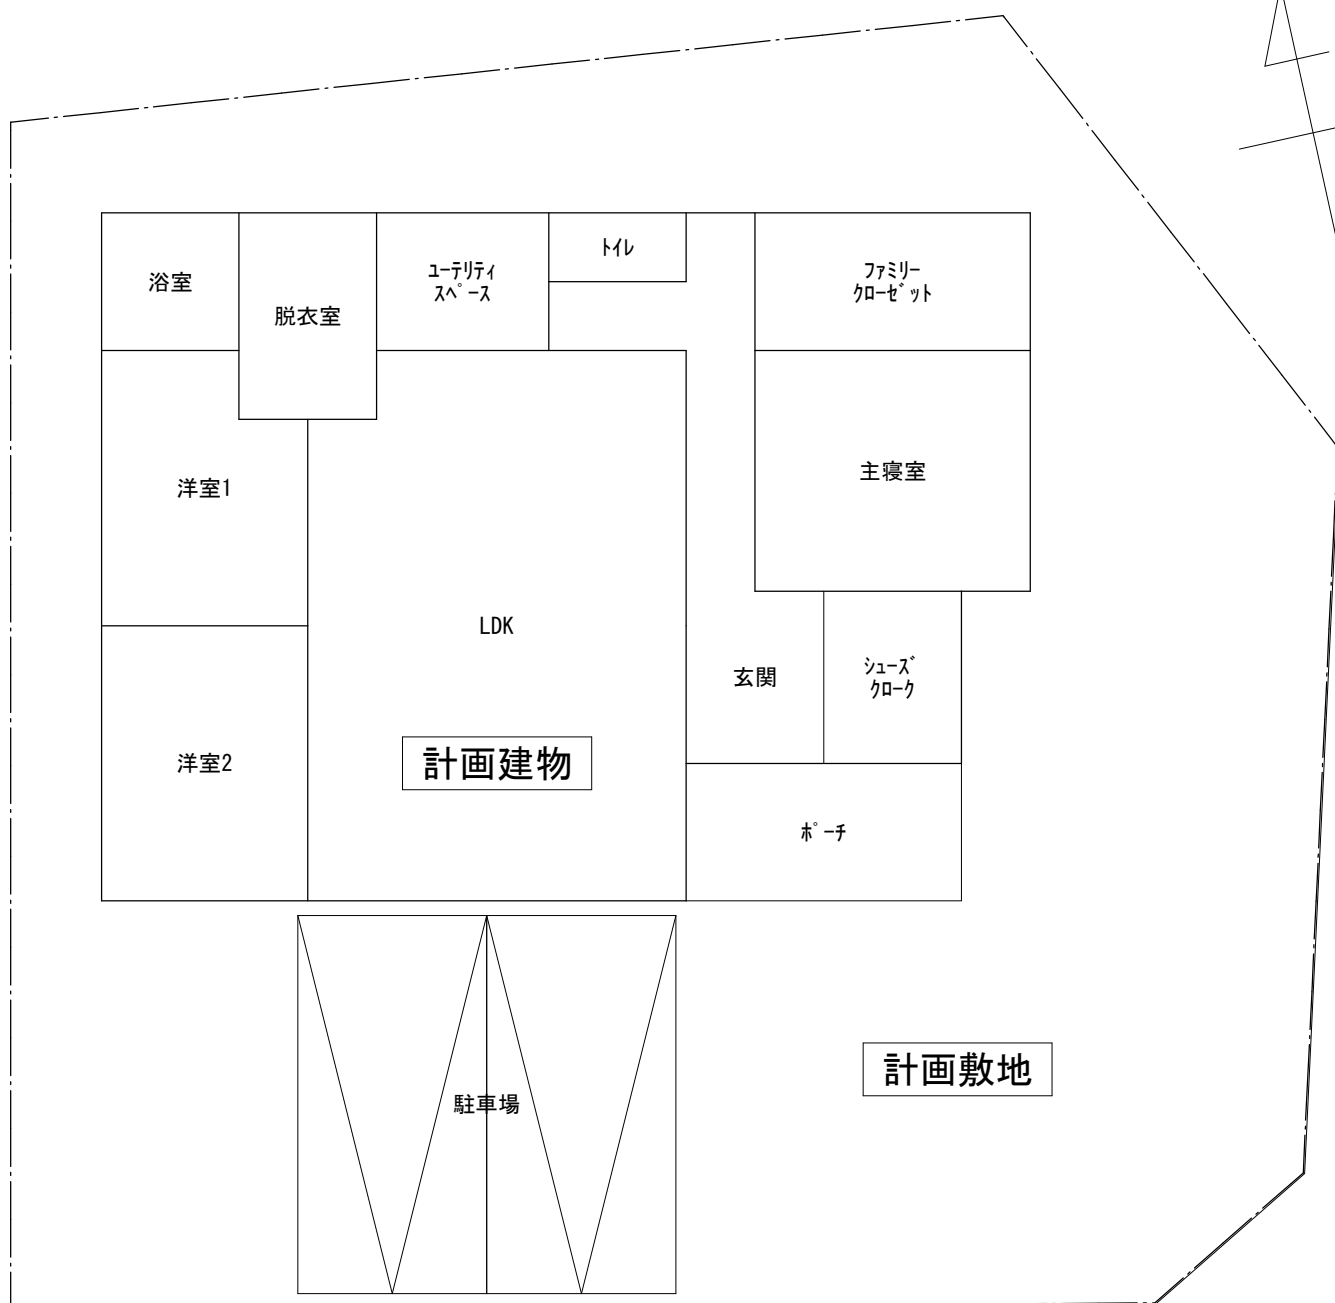 トイレ
浴室
脱衣室
ユーテリティ
スペース
ファミリー
クローゼット
洋室1
主寝室
LDK
玄関
シューズ
クローク
洋室2
計画建物
ポーチ
計画敷地
駐車場